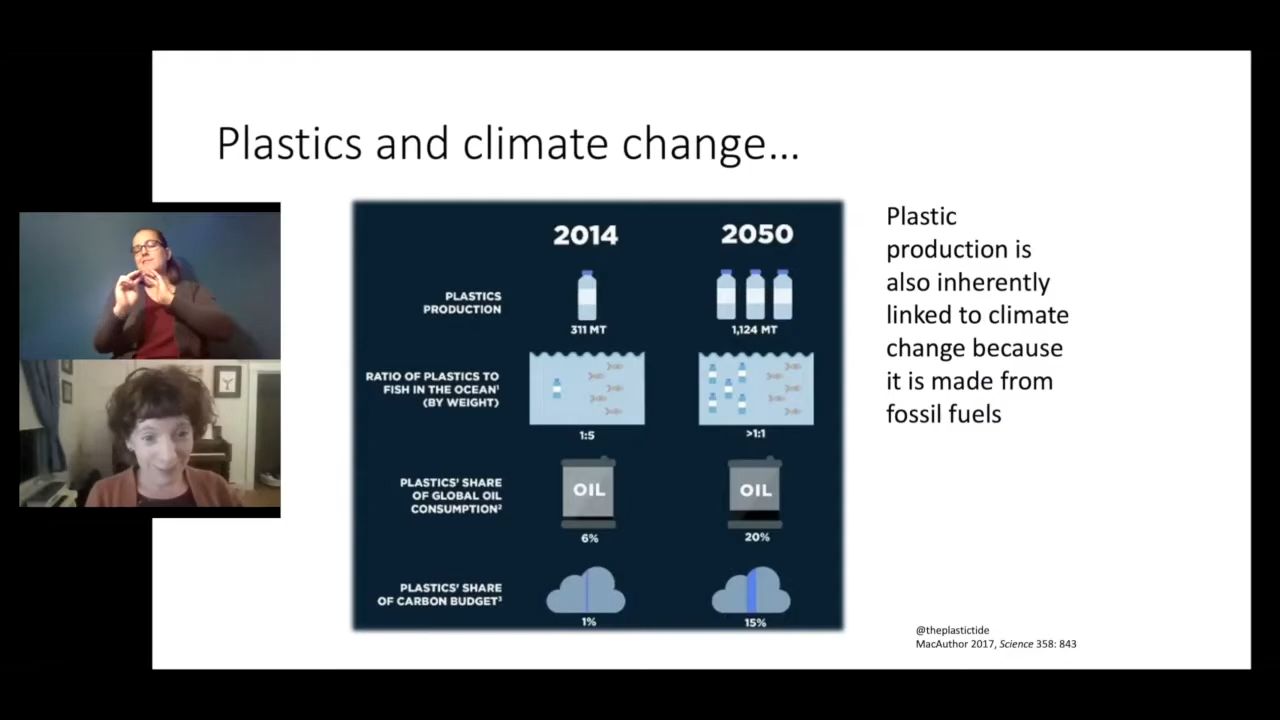 Plastics and climate change...
2014
2050
PLASTICS
PRODUCTION
311 MT
1,124 MT
RATIO OF PLASTICS TO
FISH IN THE OCEAN¹
(BY WEIGHT)
1:5
>1:1
PLASTICS' SHARE
OF GLOBAL OIL
CONSUMPTION²
OIL
OIL
6%
20%
PLASTICS' SHARE
OF CARBON BUDGET³
1%
15%
Plastic
production is
also inherently
linked to climate
change because
it is made from
fossil fuels
@theplastictide
MacAuthor 2017, Science 358: 843